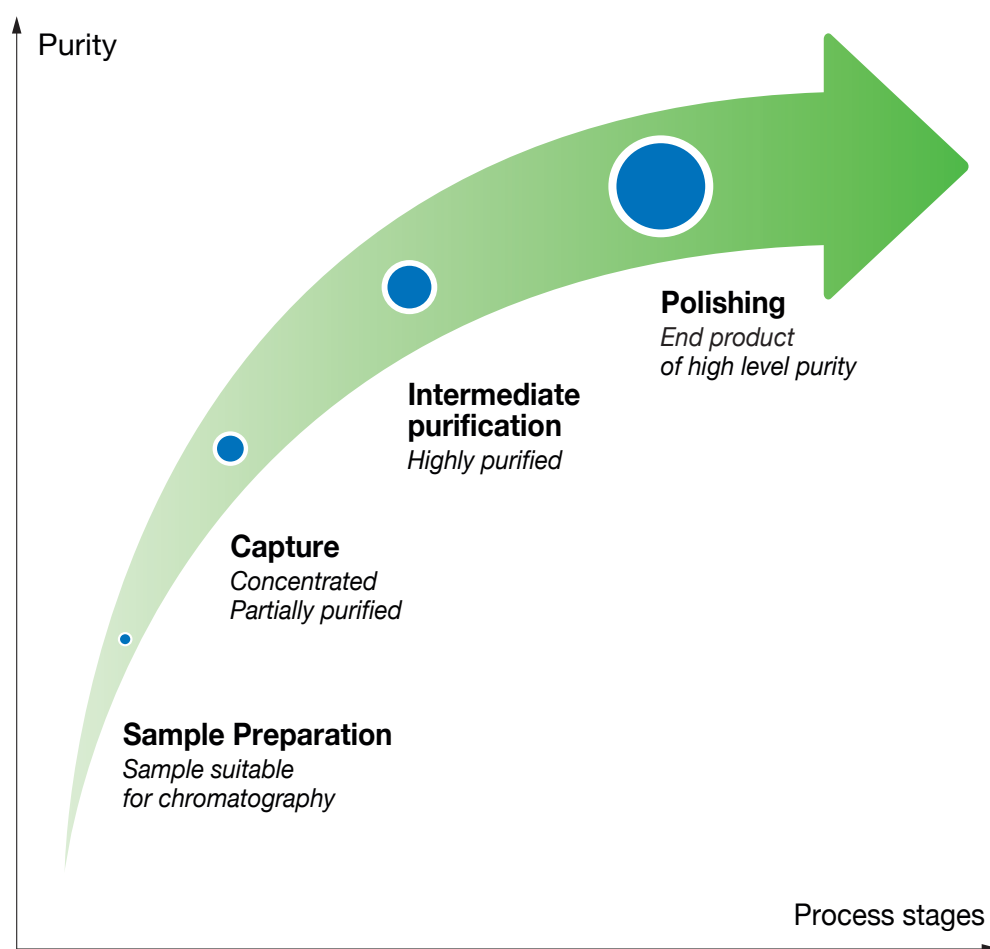 Purity
Polishing
End product
of high level purity
Intermediate
purification
Highly purified
Capture
Concentrated
Partially purified
Sample Preparation
Sample suitable
for chromatography
Process stages